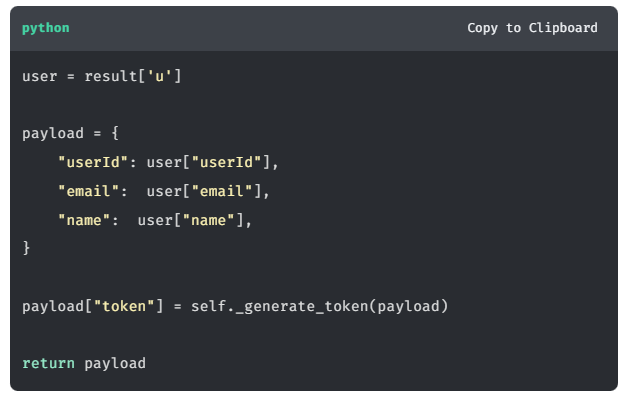 python
Copy to Clipboard
user = result['u']
payload = {
    "userId": user["userId"],
    "email":  user["email"],
    "name":  user["name"],
}
payload["token"] = self._generate_token(payload)
return payload